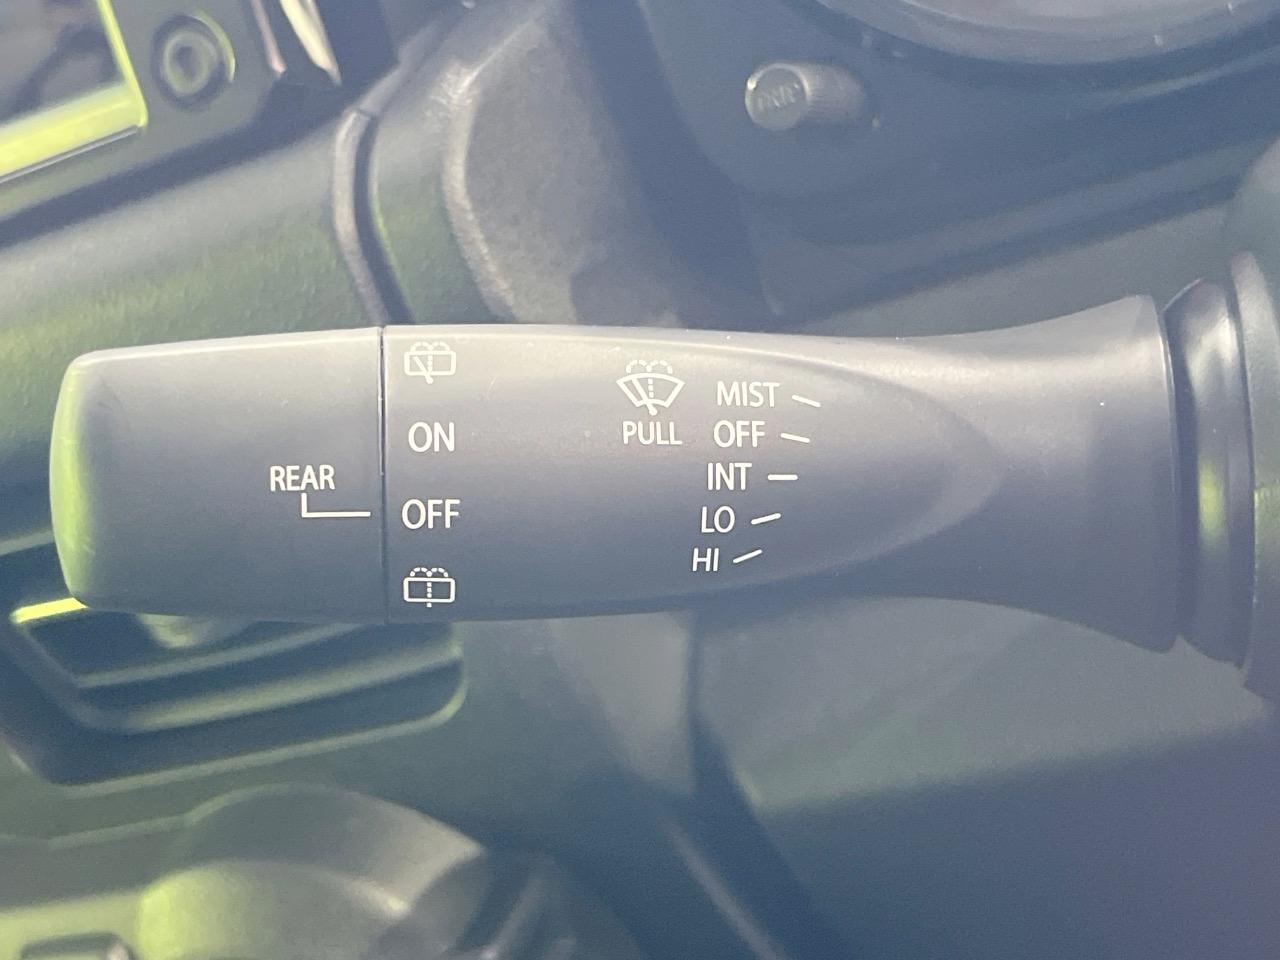 REAR
ON
OFF
PULL
MIST
OFF
INT
LO
HI